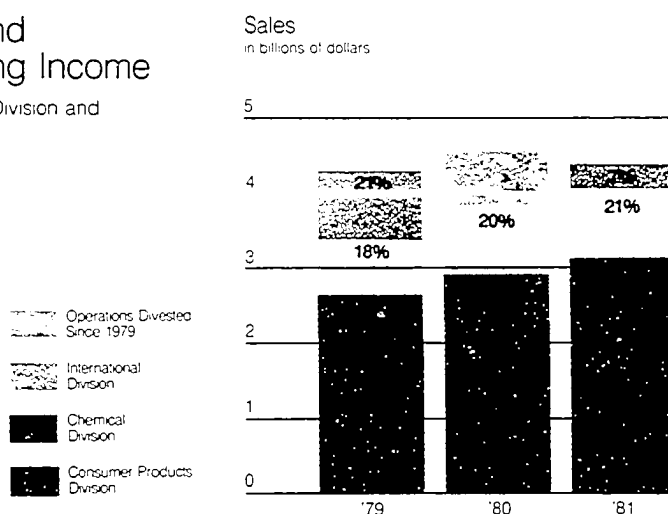 nd
ng Income
Division and
Sales
in billions of dollars
5
4
3
2
1
0
21%
18%
20%
21%
'79
'80
'81
Operations Divested
Since 1979
International
Division
Chemical
Division
Consumer Products
Division